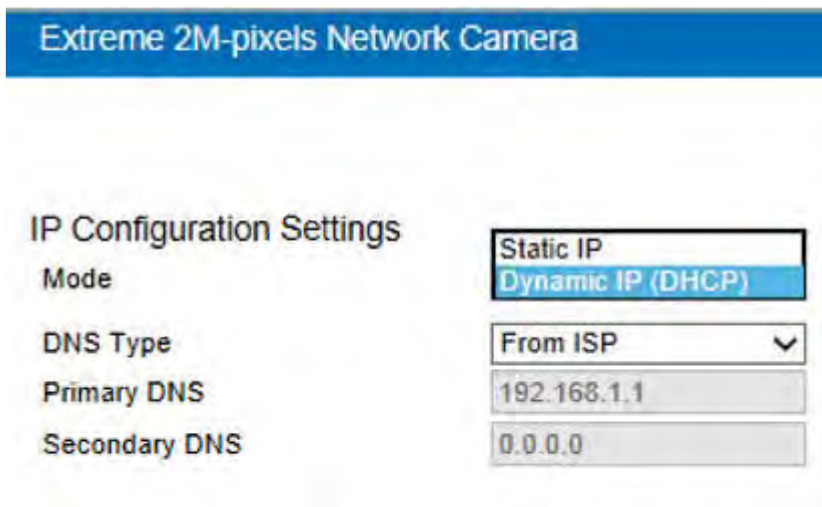 Extreme 2M-pixels Network Camera
IP Configuration Settings
Static IP
Mode
Dynamic IP (DHCP)
DNS Type
From ISP
Primary DNS
192.168.1.1
Secondary DNS
0.0.0.0